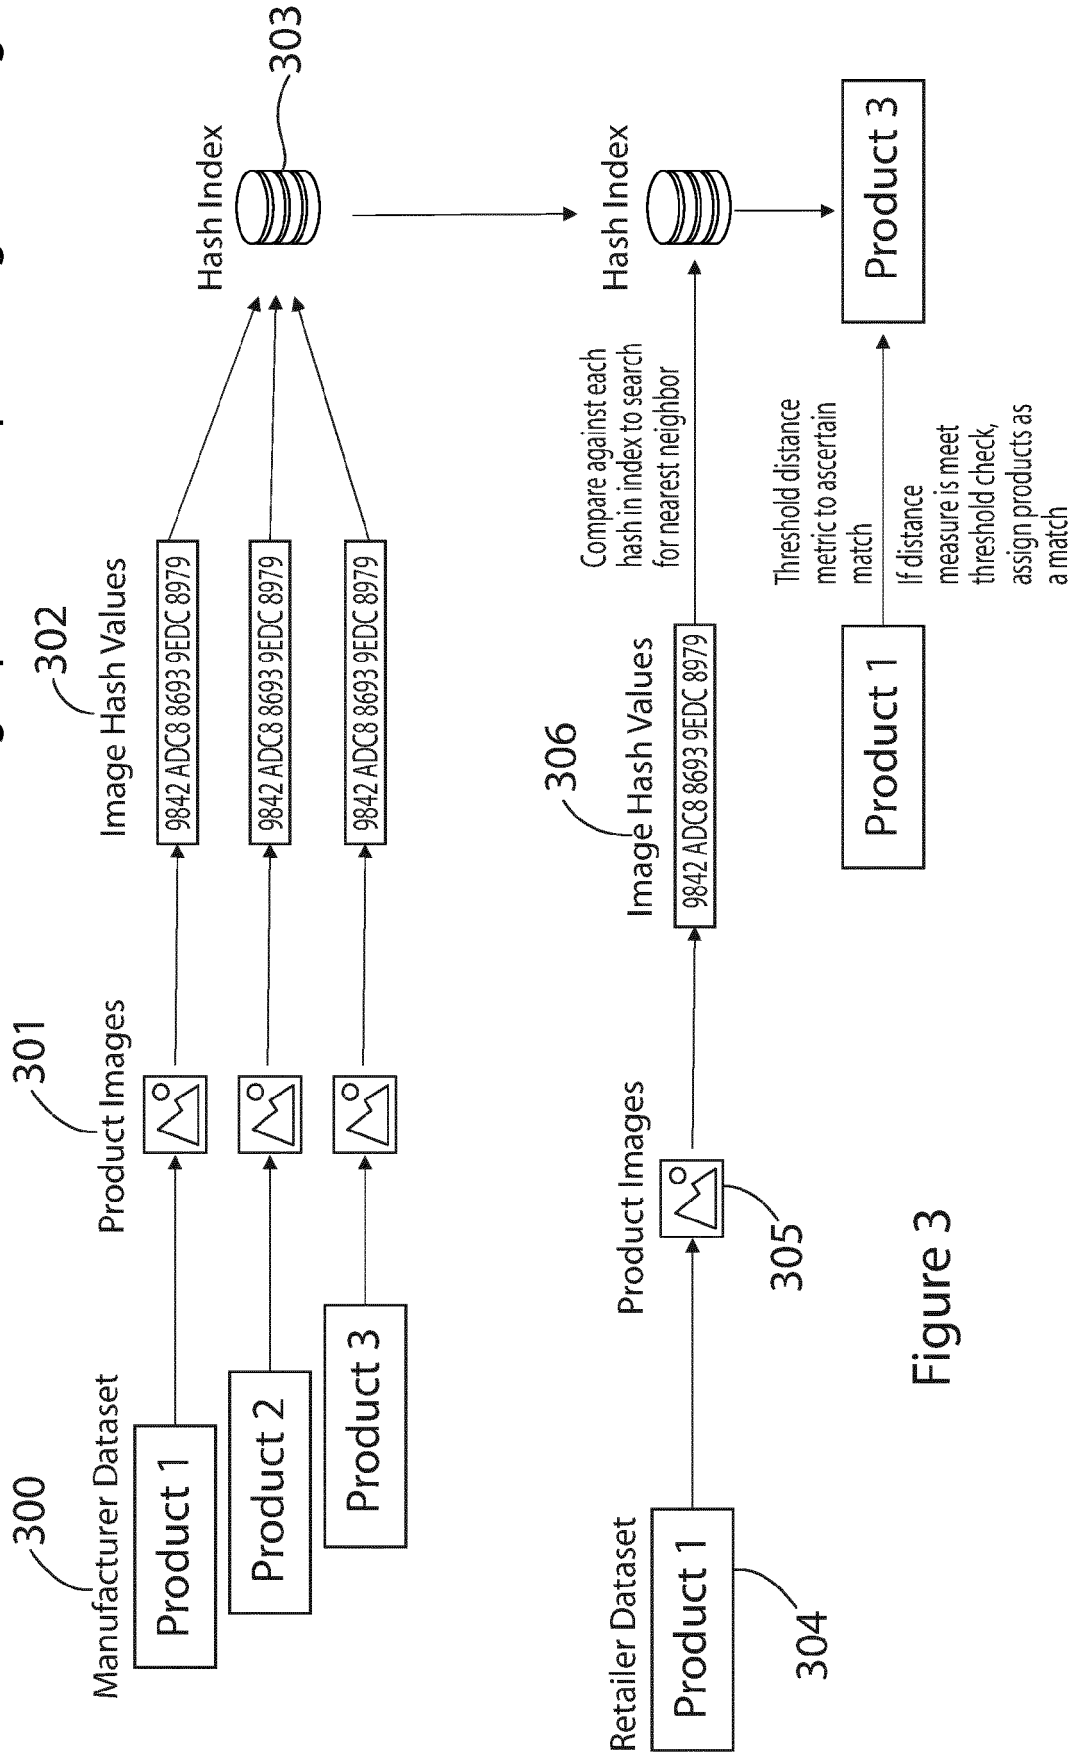 300
Manufacturer Dataset
Product 1
Product 2
Product 3
301
Product Images
302
Image Hash Values
9842 ADC8 8693 9EDC 8979
9842 ADC8 8693 9EDC 8979
9842 ADC8 8693 9EDC 8979
Hash Index
303
Retailer Dataset
Product 1
304
Product Images
305
306
Image Hash Values
9842 ADC8 8693 9EDC 8979
Compare against each
hash in index to search
for nearest neighbor
Hash Index
Product 1
Threshold distance
metric to ascertain
match
If distance
measure is meet
threshold check,
assign products as
a match
Product 3
Figure 3